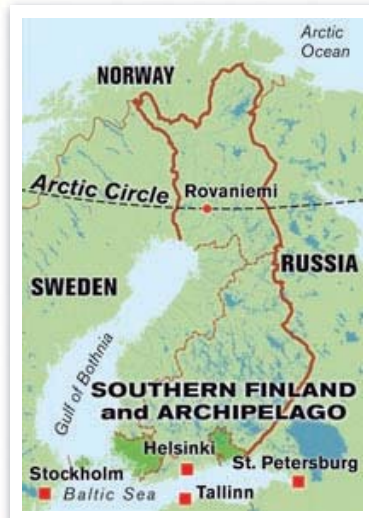 Arctic
Ocean
NORWAY
Arctic Circle
Rovaniemi
SWEDEN
RUSSIA
Gulf of Bothnia
SOUTHERN FINLAND
and ARCHIPELAGO
Helsinki
Stockholm
St. Petersburg
Baltic Sea
Tallinn